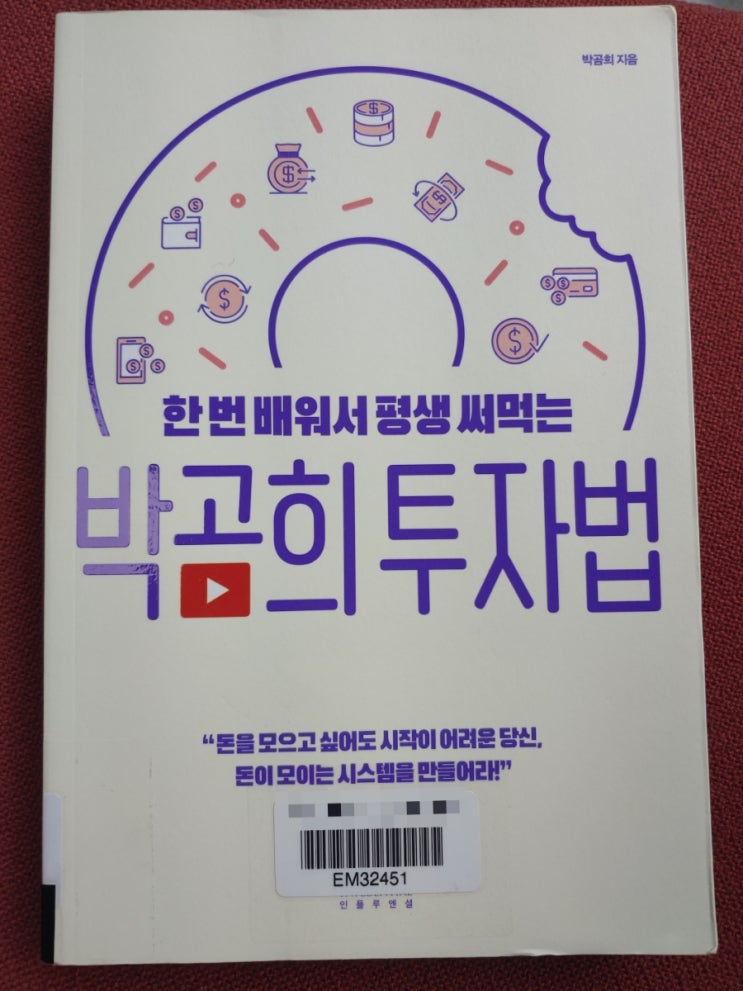 박곰희 지음
한 번 배워서 평생 써먹는
박곰희 투자법
“돈을 모으고 싶어도 시작이 어려운 당신,
돈이 모이는 시스템을 만들어라!”
EM32451
인플루엔셜